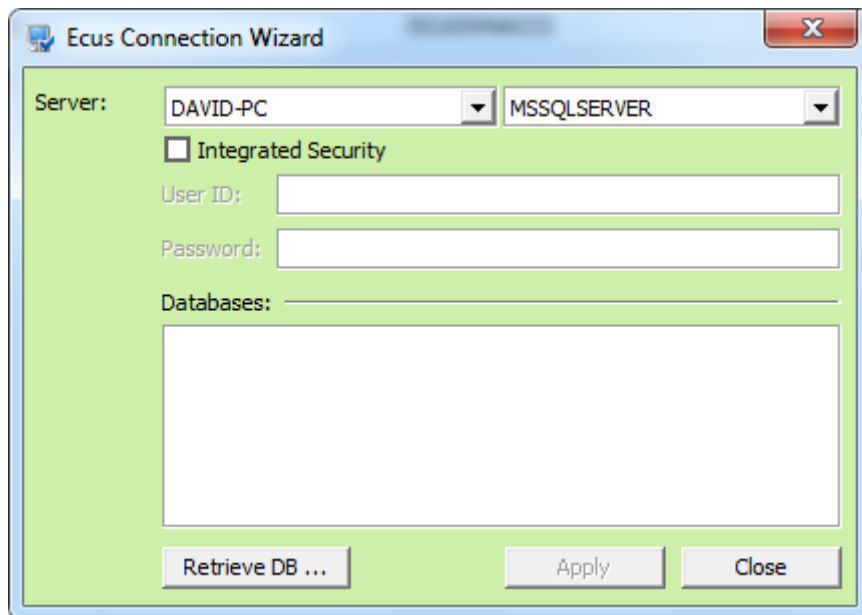 Ecus Connection Wizard
Server: DAVID-PC MSSQLSERVER
Integrated Security
User ID:
Password:
Databases:
Retrieve DB ... Apply Close